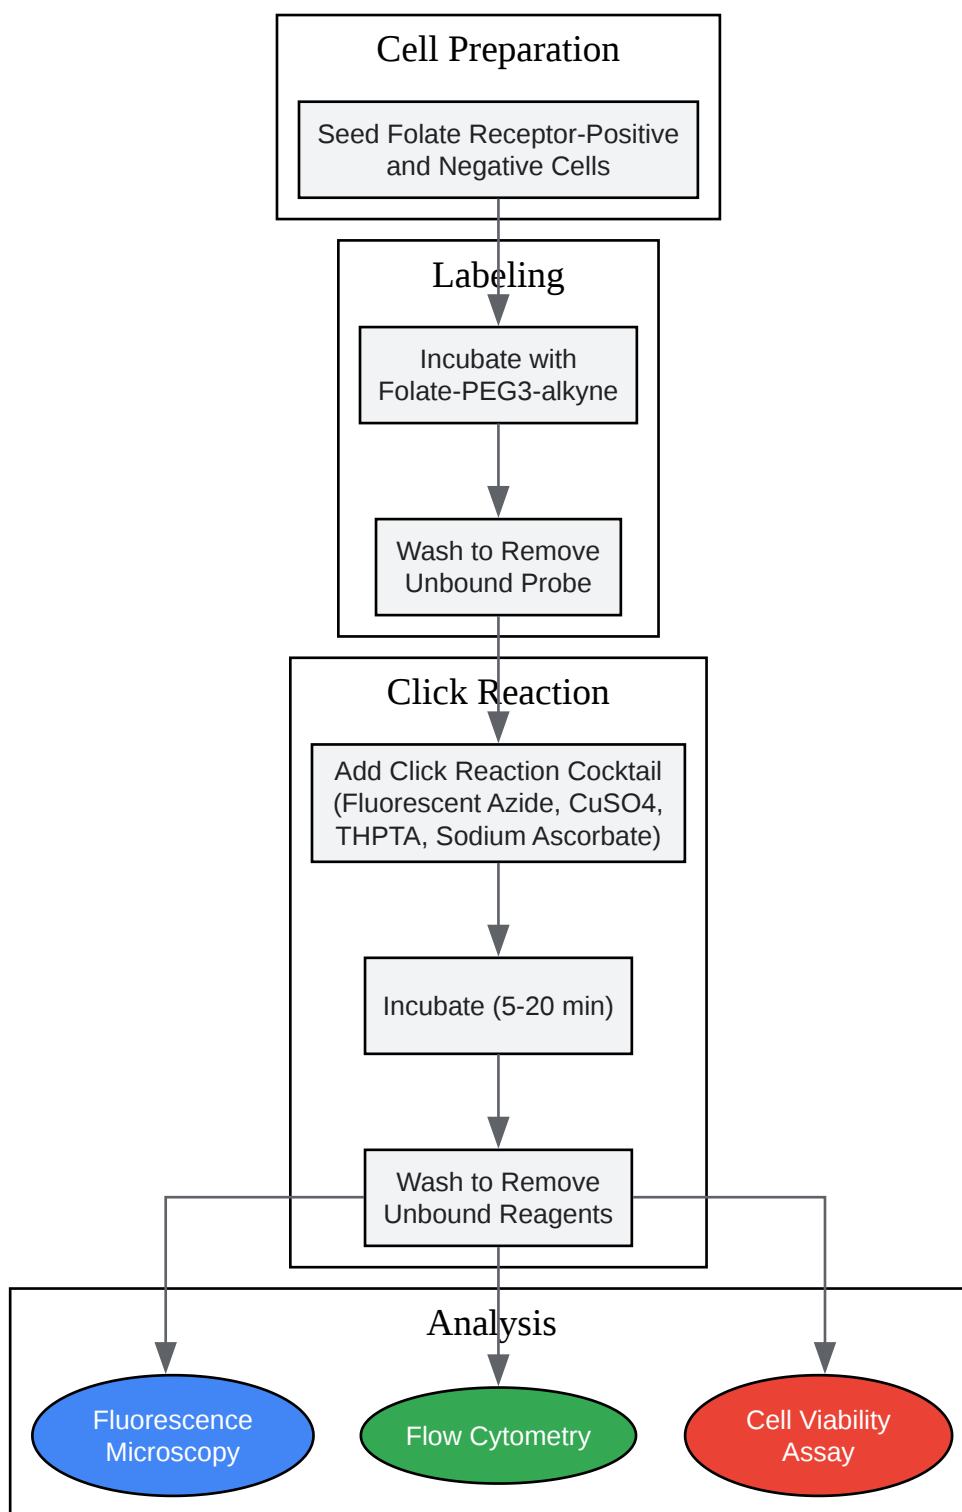 Cell Preparation
Seed Folate Receptor-Positive
and Negative Cells
Labeling
Incubate with
Folate-PEG3-alkyne
Wash to Remove
Unbound Probe
Click Reaction
Add Click Reaction Cocktail
(Fluorescent Azide, CuSO4,
THPTA, Sodium Ascorbate)
Incubate (5-20 min)
Wash to Remove
Unbound Reagents
Analysis
Fluorescence
Microscopy
Flow Cytometry
Cell Viability
Assay